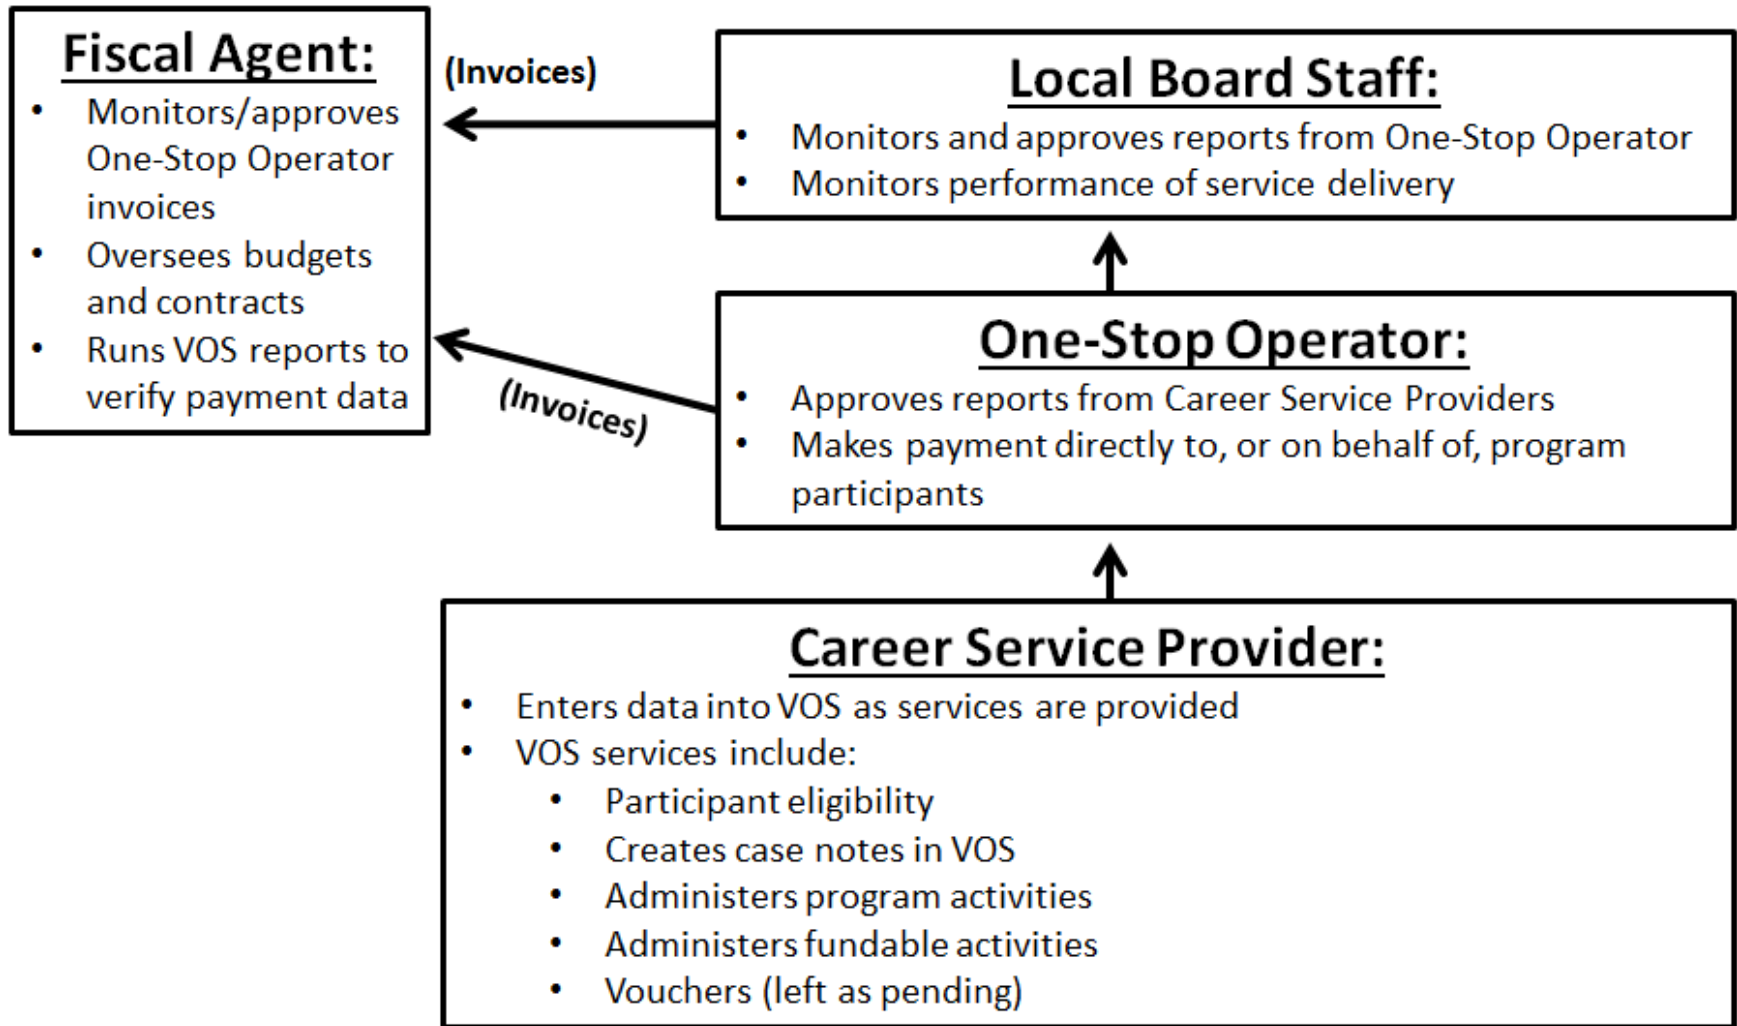 Fiscal Agent:
• Monitors/approves
One-Stop Operator
invoices
• Oversees budgets
and contracts
• Runs VOS reports to
verify payment data
(Invoices)
(Invoices)
Local Board Staff:
• Monitors and approves reports from One-Stop Operator
• Monitors performance of service delivery
One-Stop Operator:
• Approves reports from Career Service Providers
• Makes payment directly to, or on behalf of, program
participants
Career Service Provider:
• Enters data into VOS as services are provided
• VOS services include:
• Participant eligibility
• Creates case notes in VOS
• Administers program activities
• Administers fundable activities
• Vouchers (left as pending)